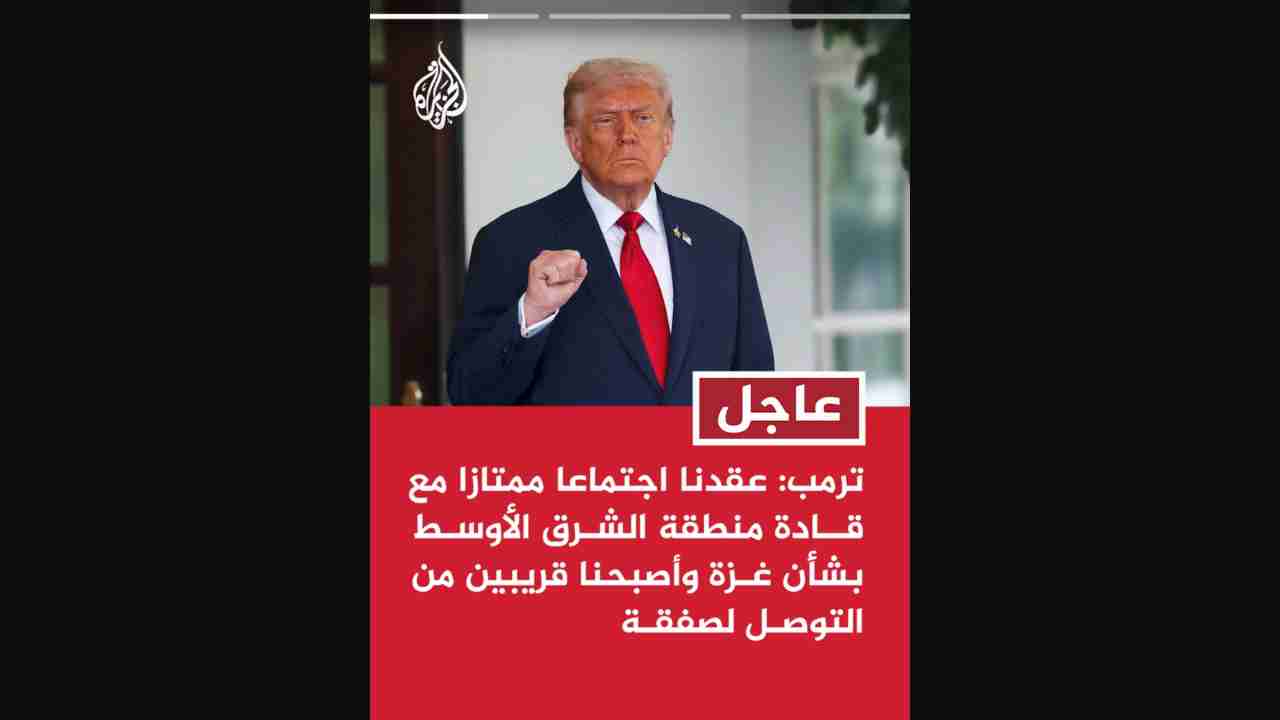 الجزيرة
عاجل
ترمب: عقدنا اجتماعا ممتازا مع
قادة منطقة الشرق الأوسط
بشأن غزة وأصبحنا قريبين من
التوصل لصفقة